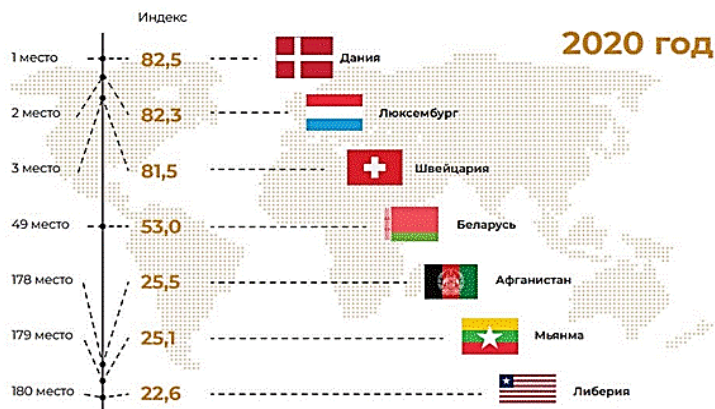 Индекс
2020 год
1 место 82,5 Дания
2 место 82,3 Люксембург
3 место 81,5 Швейцария
49 место 53,0 Беларусь
178 место 25,5 Афганистан
179 место 25,1 Мьянма
180 место 22,6 Либерия